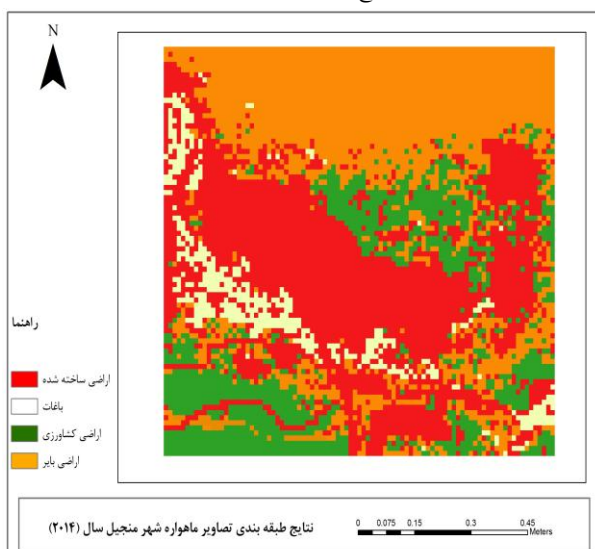 N
راهنما
اراضی ساخته شده
باغات
اراضی کشاورزی
اراضی بایر
نتایج طبقه بندی تصاویر ماهواره شهر منجیل سال (۲۰۱۴)
0 0.075 0.15 0.3 0.45
Meters